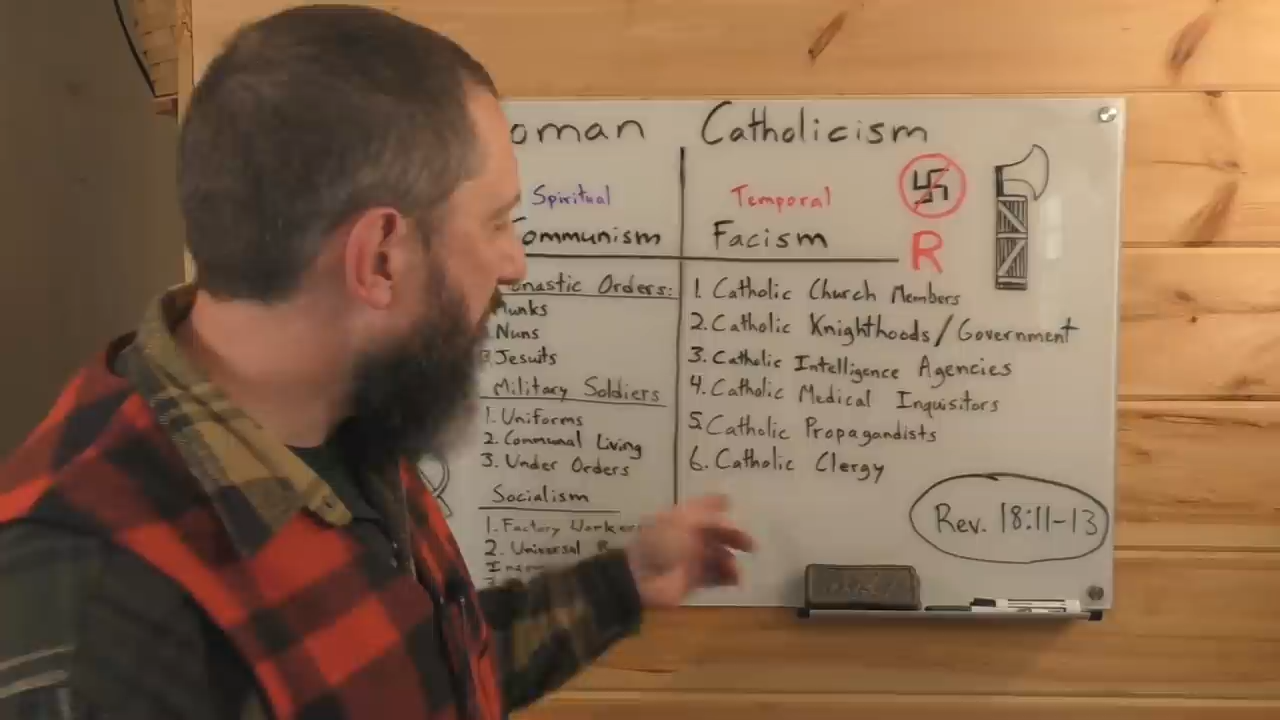 oman Catholicism
Spiritual
Temporal
ommunism
Facism
R
nastic Orders:
Munks
Nuns
3. Jesuits
Military Soldiers
1. Uniforms
2. Communal Living
3. Under Orders
Socialism
1. Factory Worker
2. Universal
1. Catholic Church Members
2. Catholic Knighthoods/Government
3. Catholic Intelligence Agencies
4. Catholic Medical Inquisitors
5. Catholic Propagandists
6. Catholic Clergy
Rev. 18:11-13